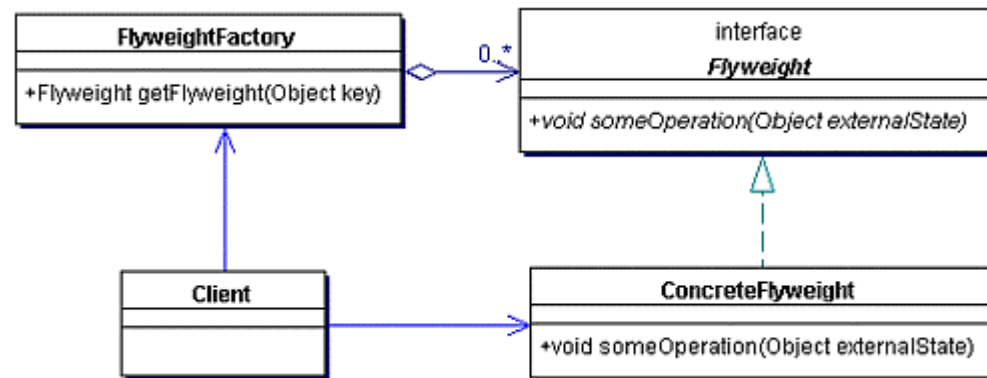 FlyweightFactory
+Flyweight getFlyweight(Object key)
0..*
interface
Flyweight
+void someOperation(Object externalState)
Client
ConcreteFlyweight
+void someOperation(Object externalState)